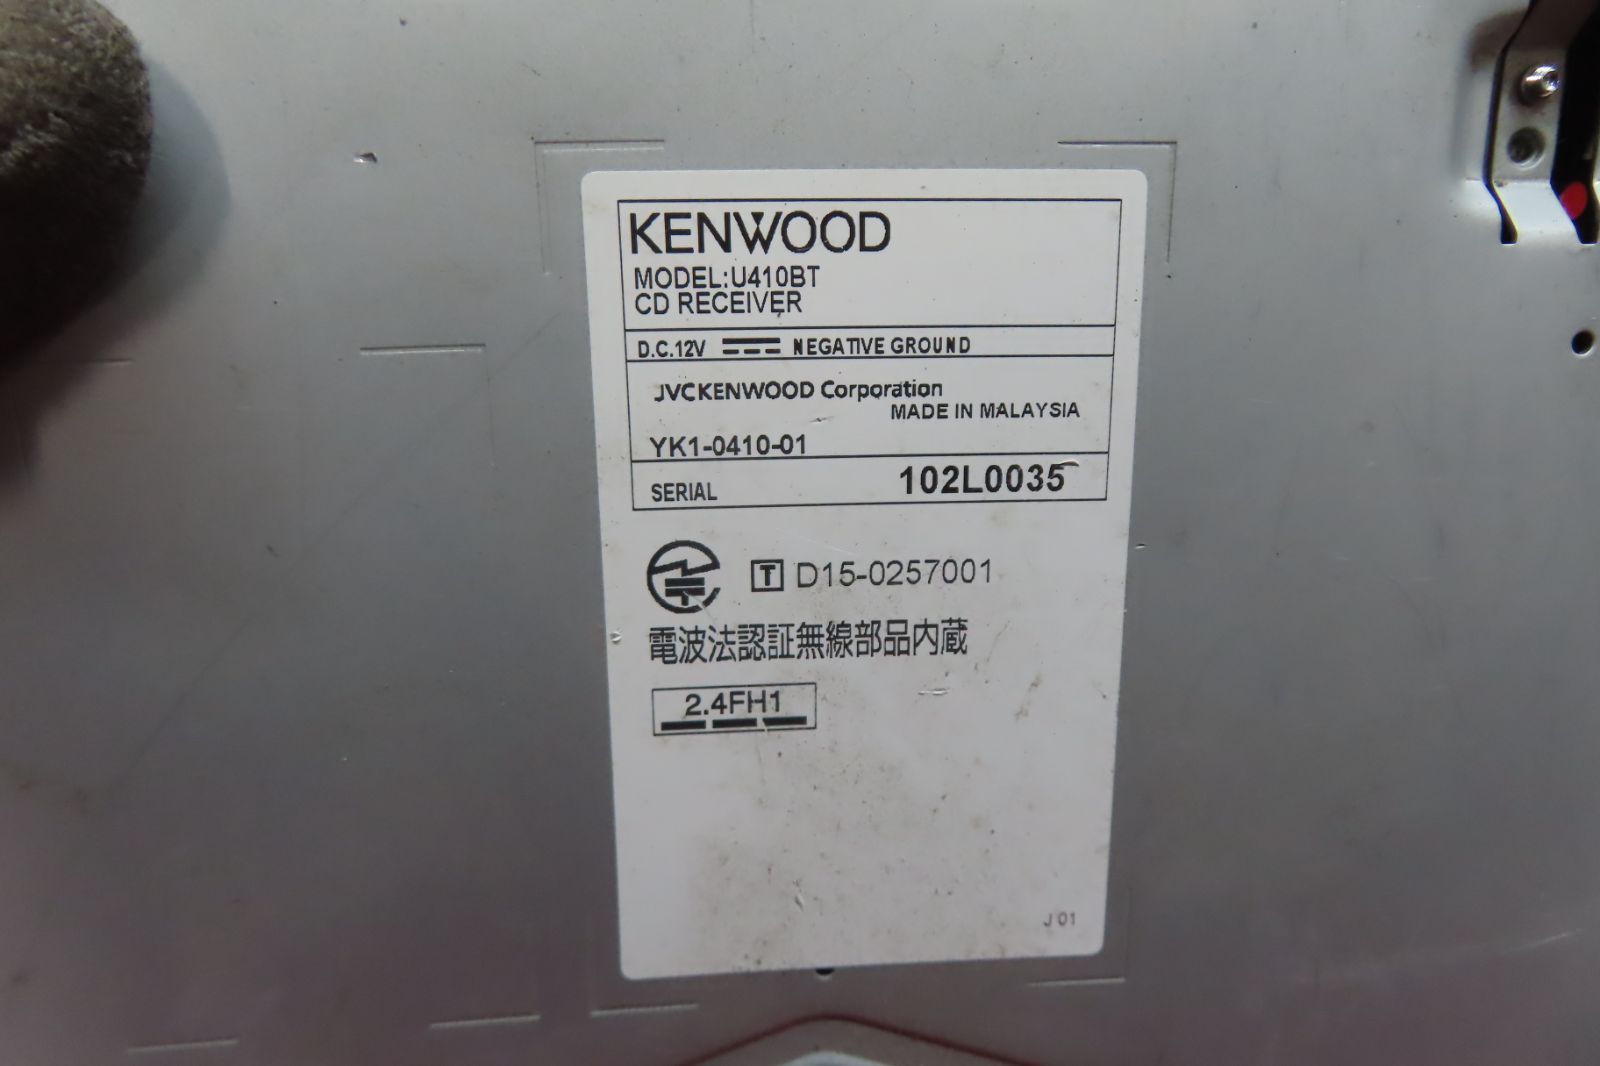 KENWOOD
MODEL:U410BT
CD RECEIVER
D.C.12V NEGATIVE GROUND
JVCKENWOOD Corporation
MADE IN MALAYSIA
YK1-0410-01
SERIAL 102L0035
T D15-0257001
電波法認証無線部品内蔵
2.4FH1
J 01